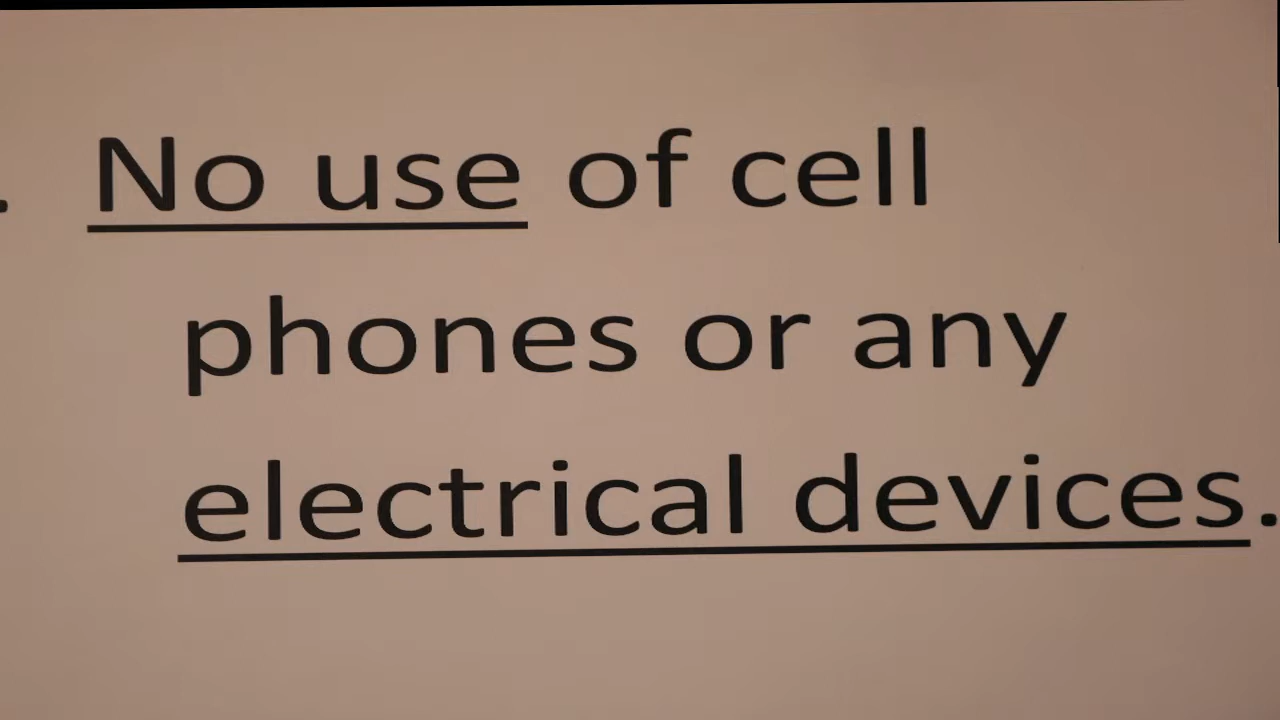 . No use of cell
phones or any
electrical devices.